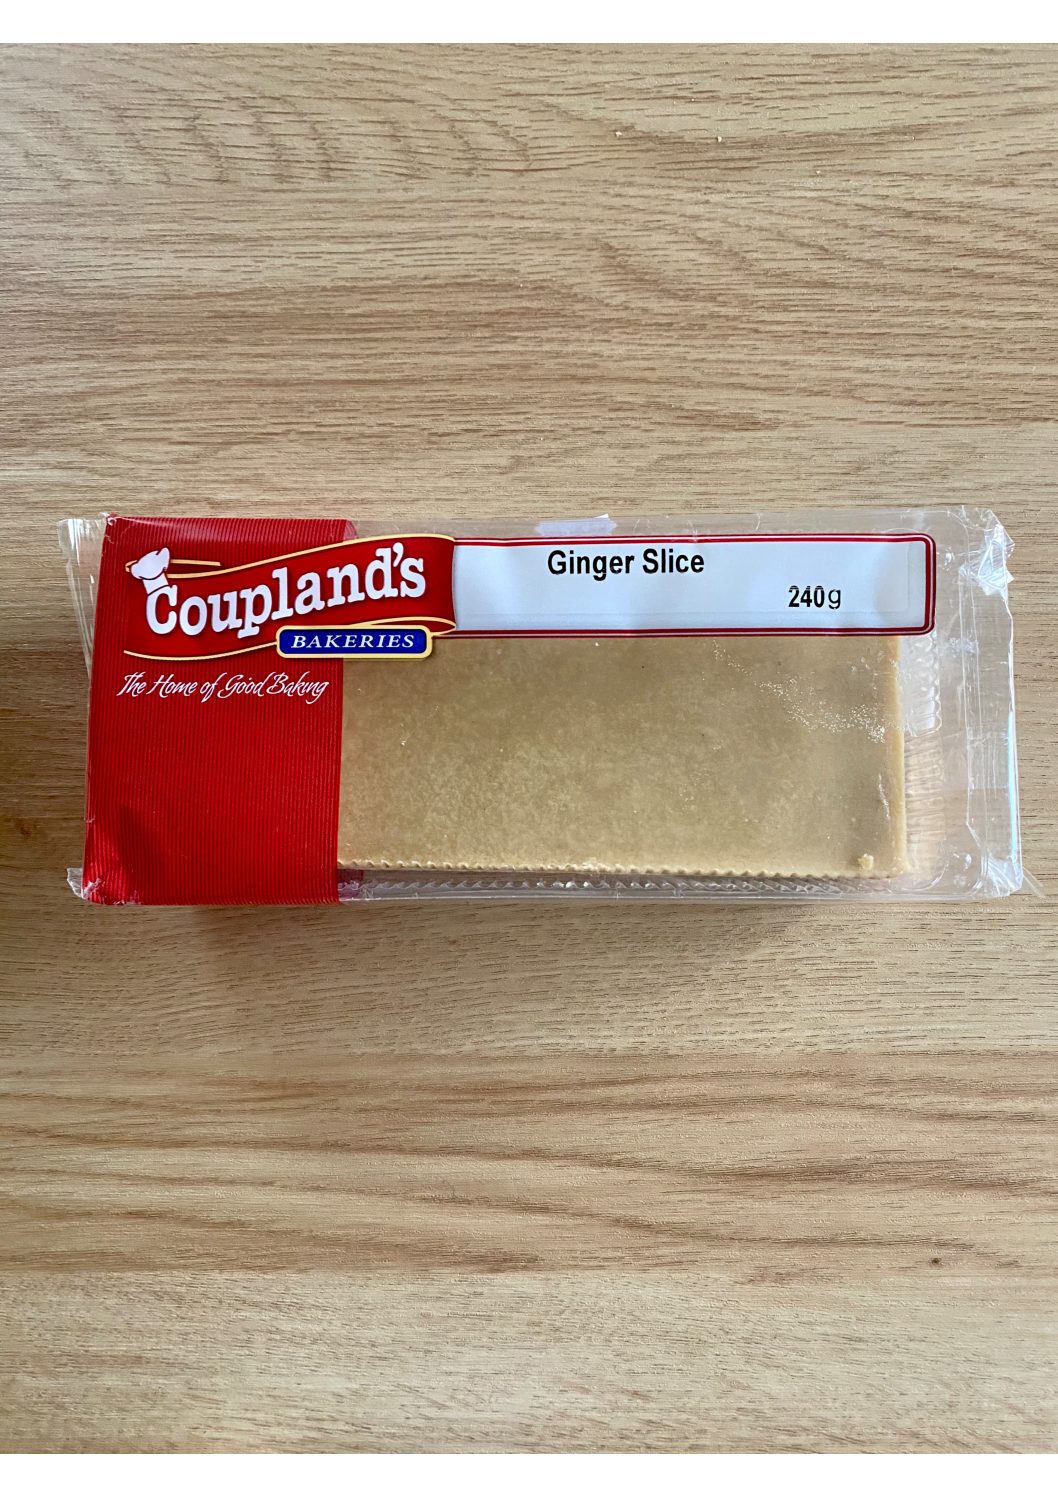 Coupland's
BAKERIES
The Home of Good Baking
Ginger Slice
240g